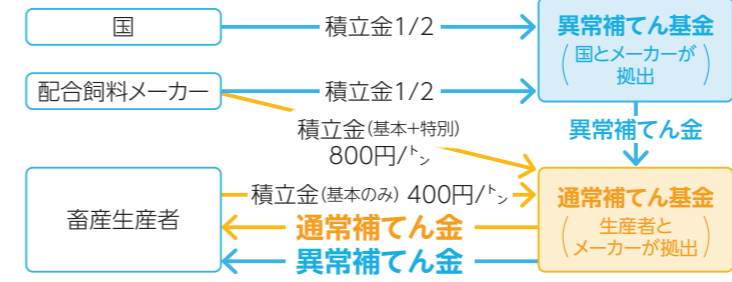 国
積立金1/2
異常補てん基金
(国とメーカーが
拠出)
配合飼料メーカー
積立金1/2
積立金(基本+特別)
800円/㌧
異常補てん金
畜産生産者
積立金(基本のみ) 400円/㌧
通常補てん金
異常補てん金
通常補てん基金
(生産者と
メーカーが拠出)